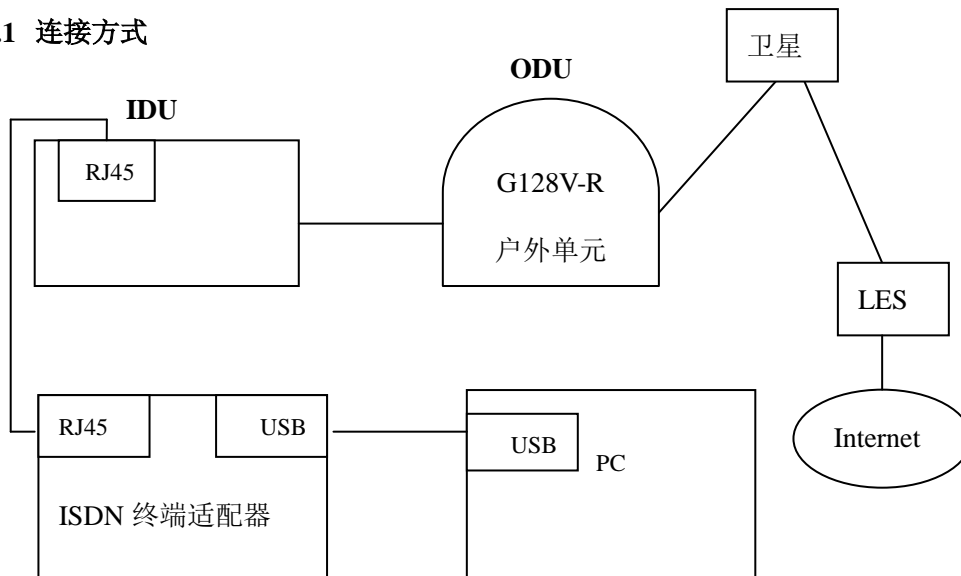 .1 连接方式
卫星
ODU
IDU
RJ45
G128V-R
户外单元
LES
RJ45
USB
USB
PC
Internet
ISDN 终端适配器